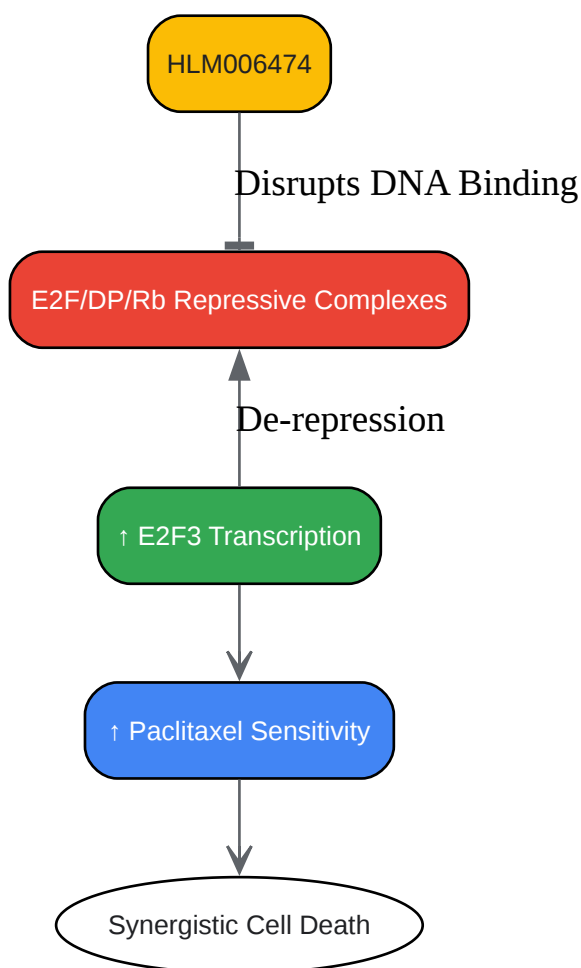 HLM006474
Disrupts DNA Binding
E2F/DP/Rb Repressive Complexes
De-repression
↑ E2F3 Transcription
↑ Paclitaxel Sensitivity
Synergistic Cell Death